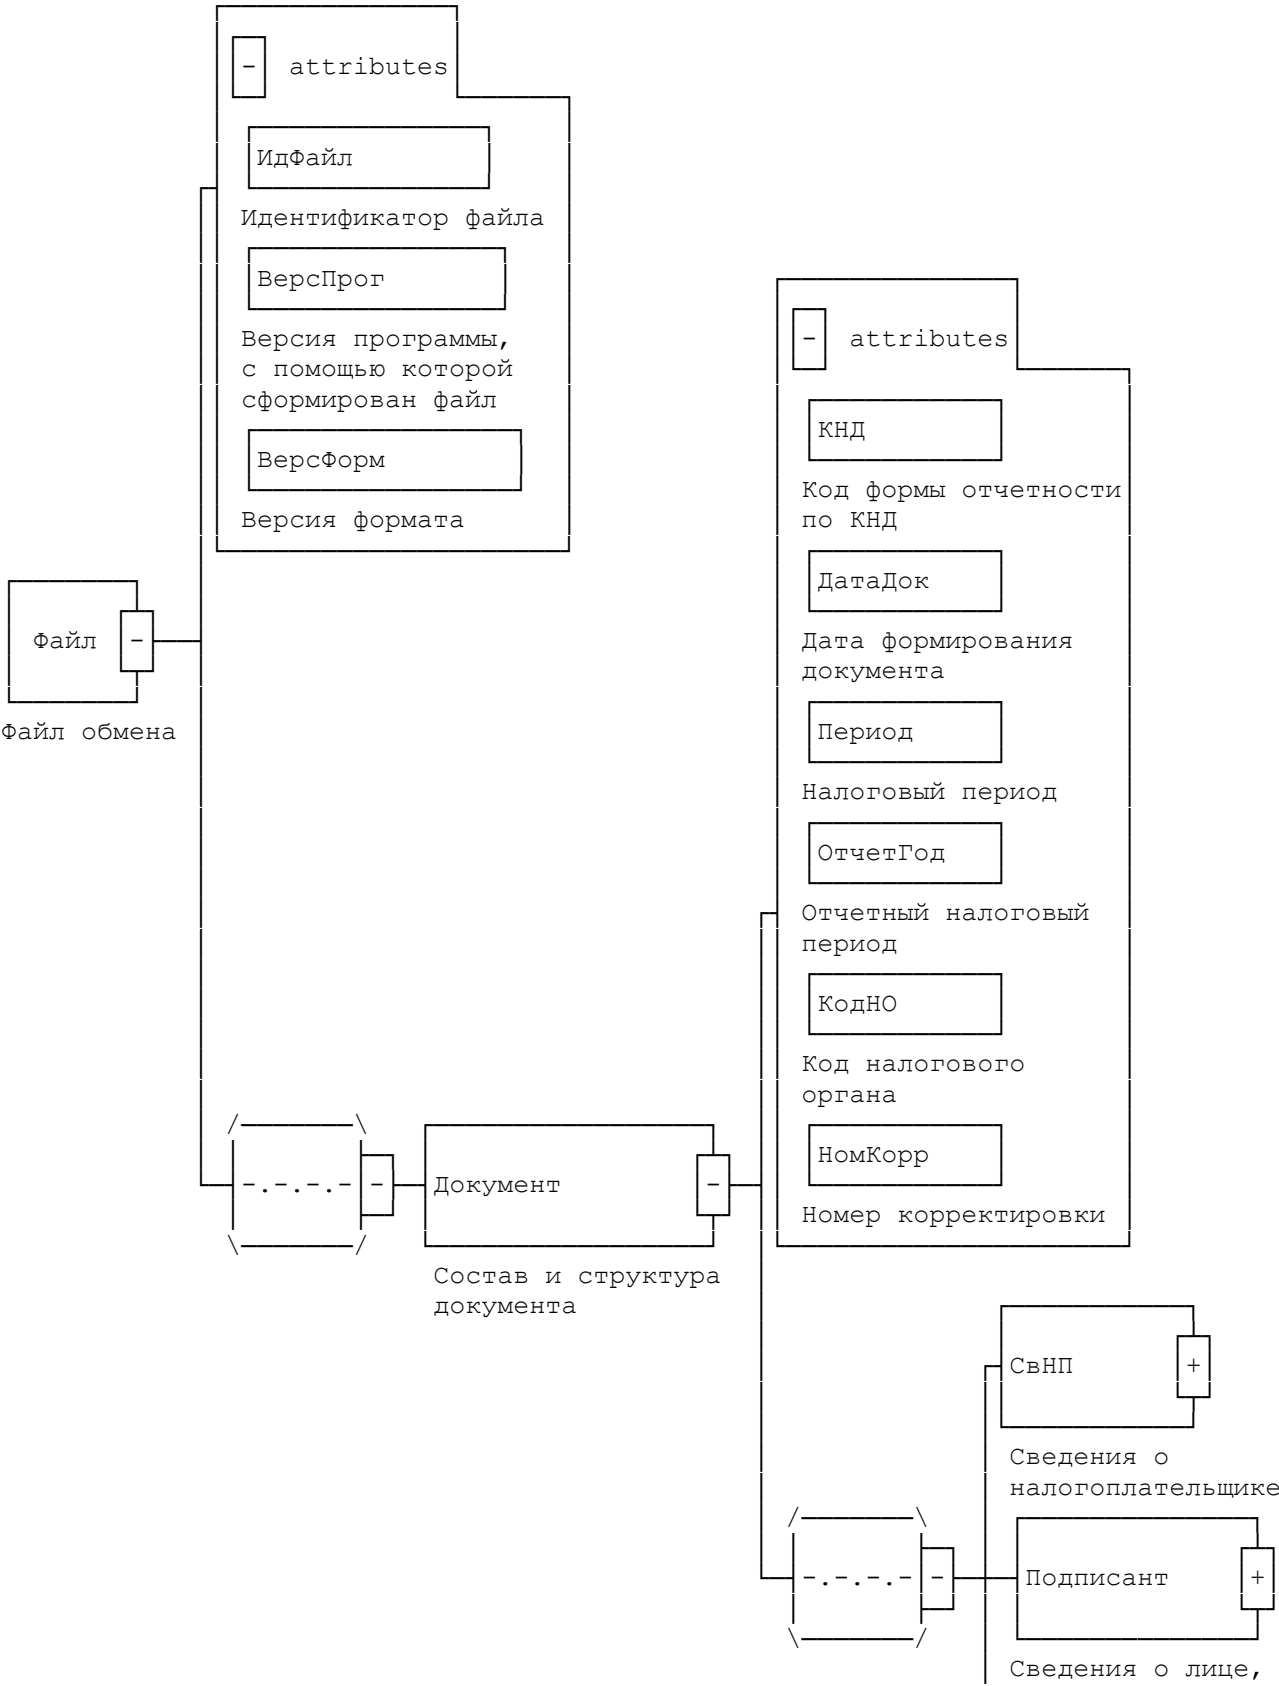 - attributes
ИдФайл
Идентификатор файла
ВерсПрог
Версия программы,
с помощью которой
сформирован файл
ВерсФорм
Версия формата
Файл -
Файл обмена
- attributes
КНД
Код формы отчетности
по КНД
ДатаДок
Дата формирования
документа
Период
Налоговый период
ОтчетГод
Отчетный налоговый
период
КодНО
Код налогового
органа
НомКорр
Номер корректировки
-.-.-.- -
Документ -
Состав и структура
документа
СвНП +
Сведения о
налогоплательщике
-.-.-.- -
Подписант +
Сведения о лице,